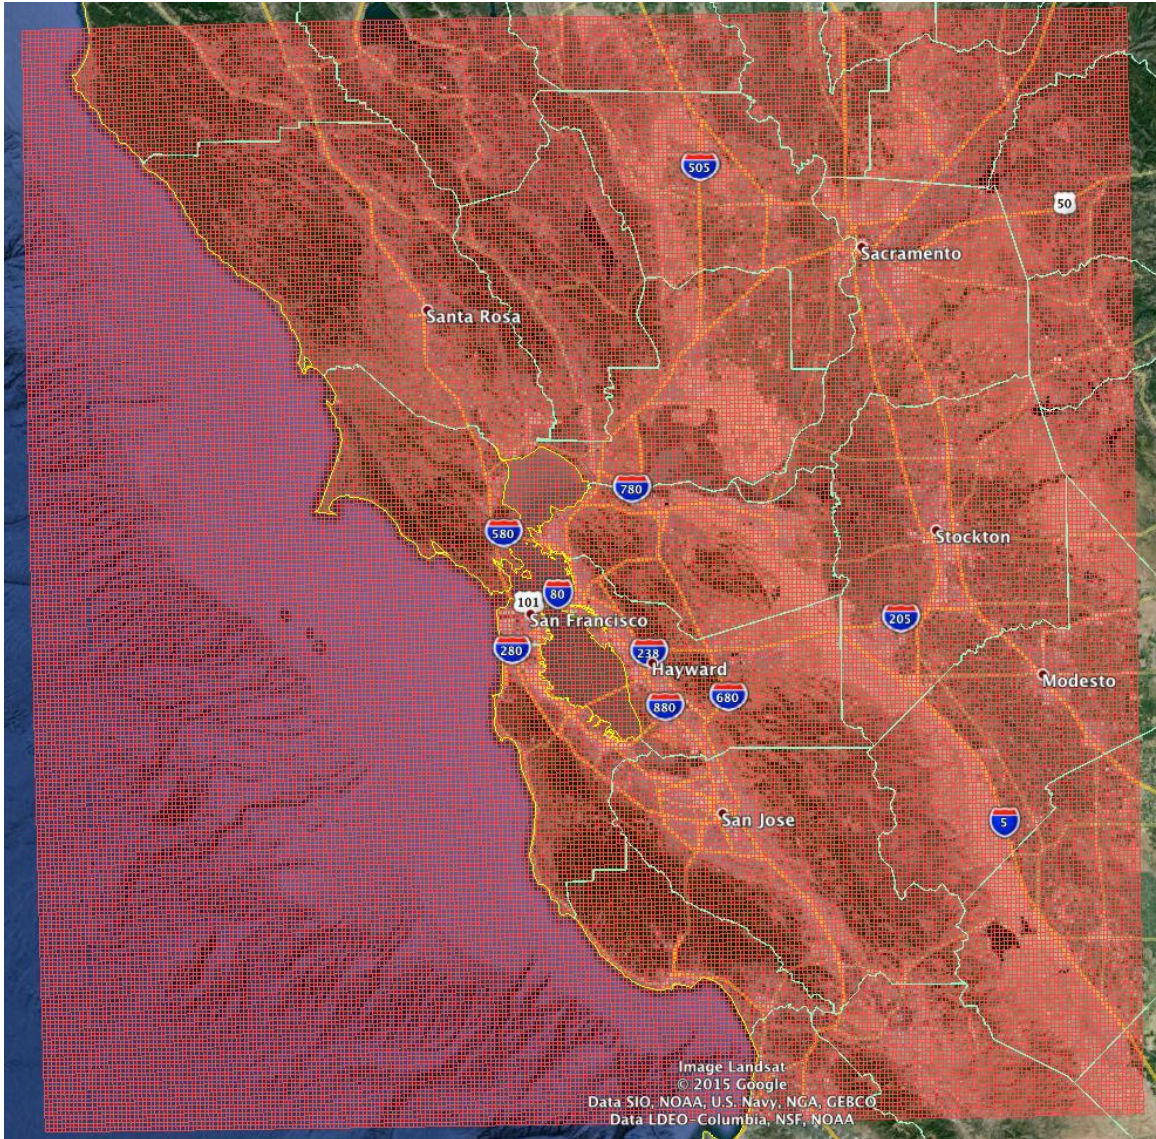 505
50
Sacramento
Santa Rosa
780
580
Stockton
80
101
San Francisco
205
280
238
Hayward
Modesto
880
680
San Jose
5
Image Landsat
© 2015 Google
Data SIO, NOAA, U.S. Navy, NGA, GEBCO
Data LDEO-Columbia, NSF, NOAA